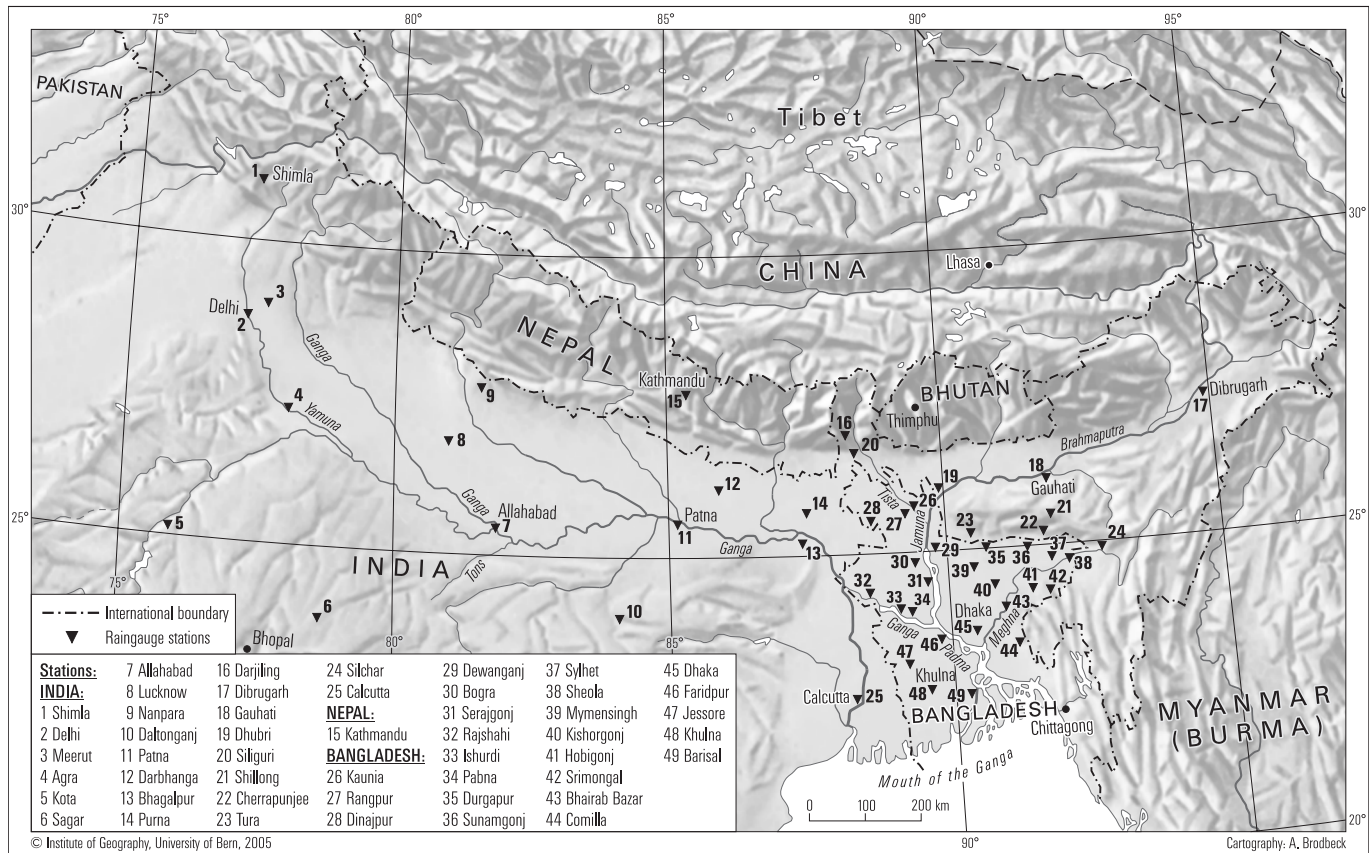 75°
80°
85°
90°
95°
PAKISTAN
Tibet
1 Shimla
30°
30°
CHINA
Lhasa
3
Delhi
2
Ganga
NEPAL
Kathmandu
15
BHUTAN
Thimphu
Dibrugarh
17
4
Yamuna
9
8
16
20
Brahmaputra
18
Gauhati
19
12
Tista
26
21
Ganga
Allahabad
7
14
28
27
Jamuna
22
23
24
25°
25°
5
Patna
11
Ganga
13
29
35
36
37
38
INDIA
Tons
30
39
75°
32
31
40
41
42
33
34
43
6
10
Dhaka
45
Meghna
44
Ganga
46
Padma
80°
85°
Bhopal
47
Khulna
48
49
Calcutta
25
BANGLADESH
Chittagong
MYANMAR
(BURMA)
Mouth of the Ganga
0 100 200 km
90°
20°
International boundary
Raingauge stations
Stations:
INDIA:
1 Shimla
2 Delhi
3 Meerut
4 Agra
5 Kota
6 Sagar
7 Allahabad
8 Lucknow
9 Nanpara
10 Daltonganj
11 Patna
12 Darbhanga
13 Bhagalpur
14 Purna
16 Darjiling
17 Dibrugarh
18 Gauhati
19 Dhubri
20 Siliguri
21 Shillong
22 Cherrapunjee
23 Tura
24 Silchar
25 Calcutta
NEPAL:
15 Kathmandu
BANGLADESH:
26 Kaunia
27 Rangpur
28 Dinajpur
29 Dewanganj
30 Bogra
31 Serajgonj
32 Rajshahi
33 Ishurdi
34 Pabna
35 Durgapur
36 Sunamgonj
37 Sylhet
38 Sheola
39 Mymensingh
40 Kishorgonj
41 Hobigonj
42 Srimongal
43 Bhairab Bazar
44 Comilla
45 Dhaka
46 Faridpur
47 Jessore
48 Khulna
49 Barisal
© Institute of Geography, University of Bern, 2005
Cartography: A. Brodbeck